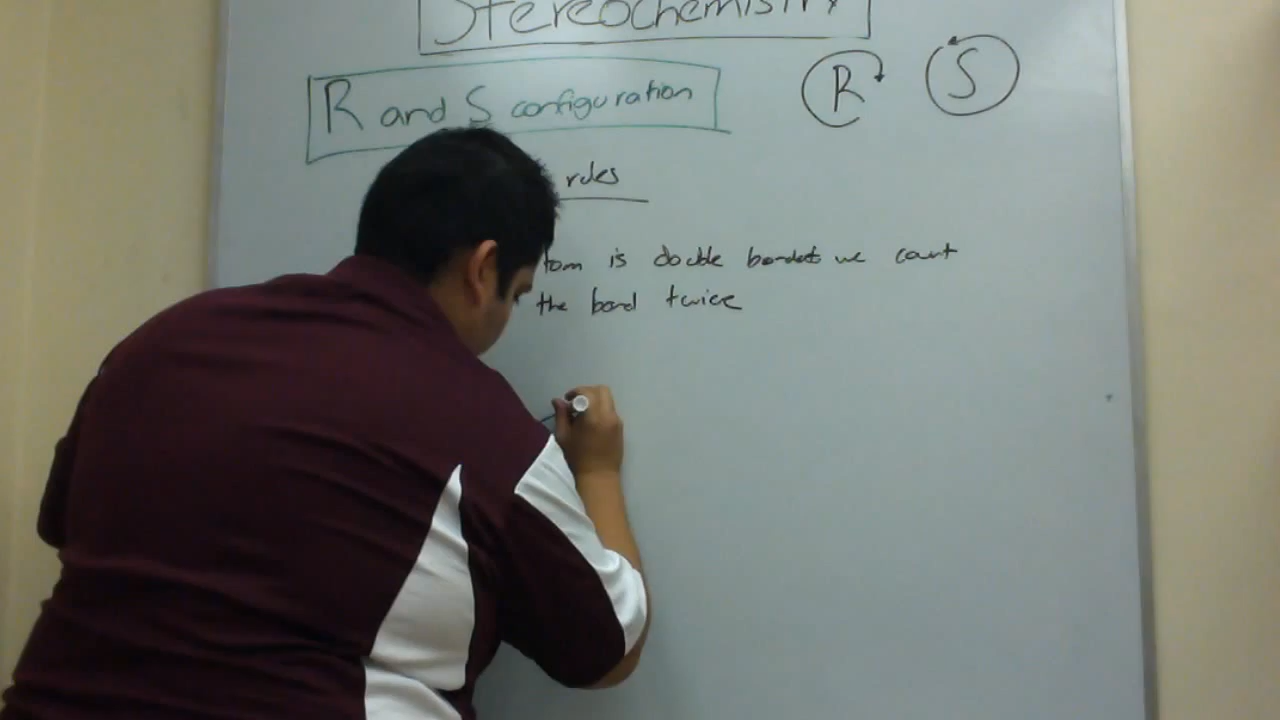 Stereochemistry
R and S configuration
R S
rules
tom is double bonded we count
the bond twice